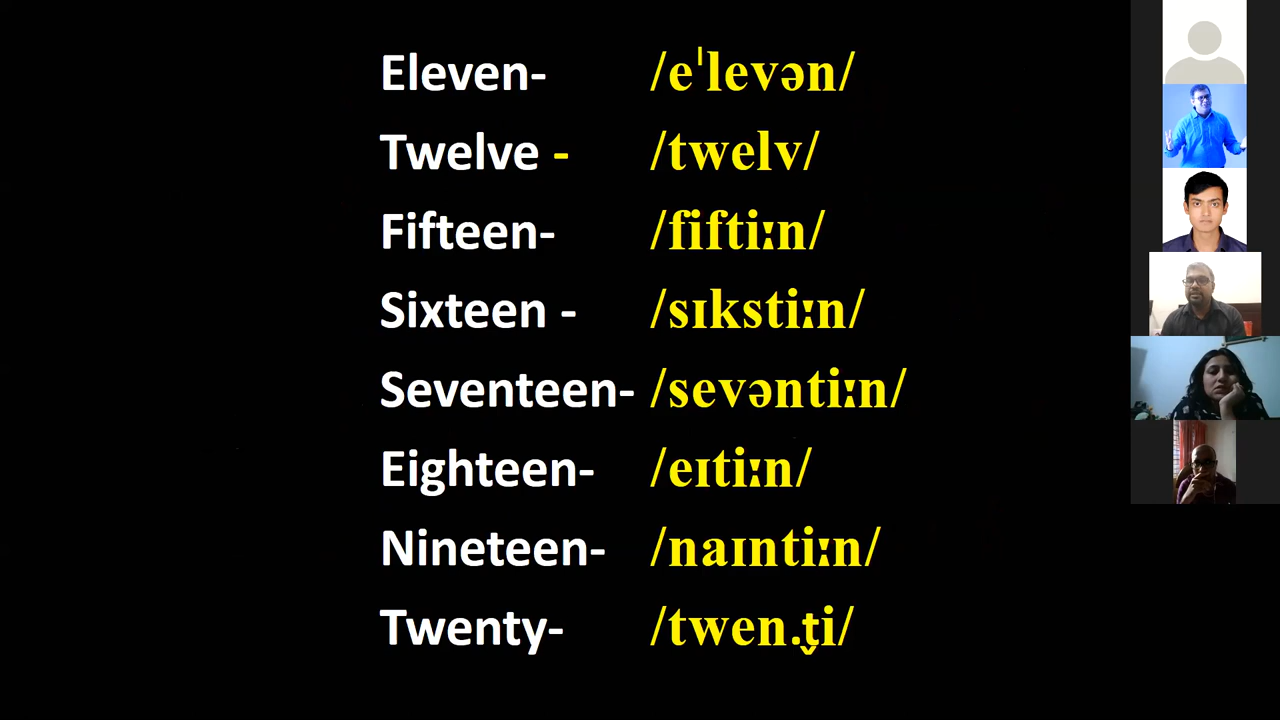 Eleven- /eˈlevən/
Twelve - /twelv/
Fifteen- /fiftiːn/
Sixteen - /sɪkstiːn/
Seventeen- /sevəntiːn/
Eighteen- /eɪtiːn/
Nineteen- /naɪntiːn/
Twenty- /twen.t̬i/